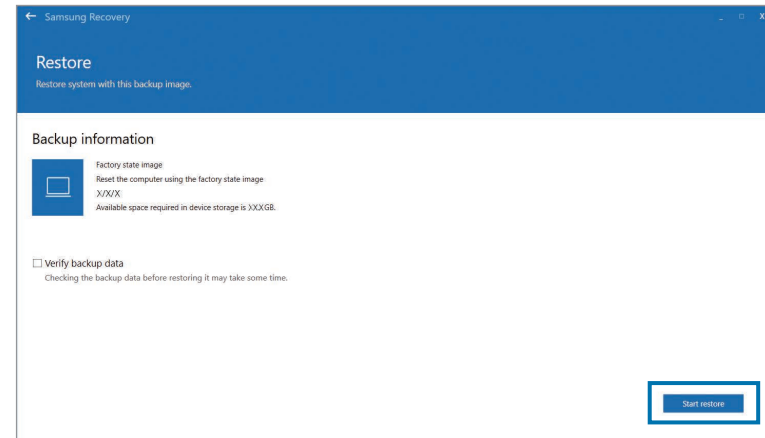 ← Samsung Recovery
Restore
Restore system with this backup image.
Backup information
Factory state image
Reset the computer using the factory state image
X/X/X
Available space required in device storage is XXXGB.
Verify backup data
Checking the backup data before restoring it may take some time.
Start restore